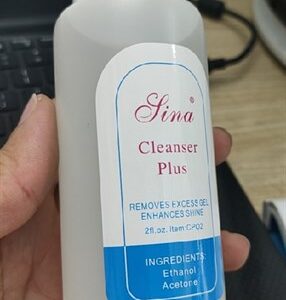 Sina®
Cleanser
Plus
REMOVES EXCESS GEL
ENHANCES SHINE
2fl.oz. Item:CP02
INGREDIENTS:
Ethanol
Acetone